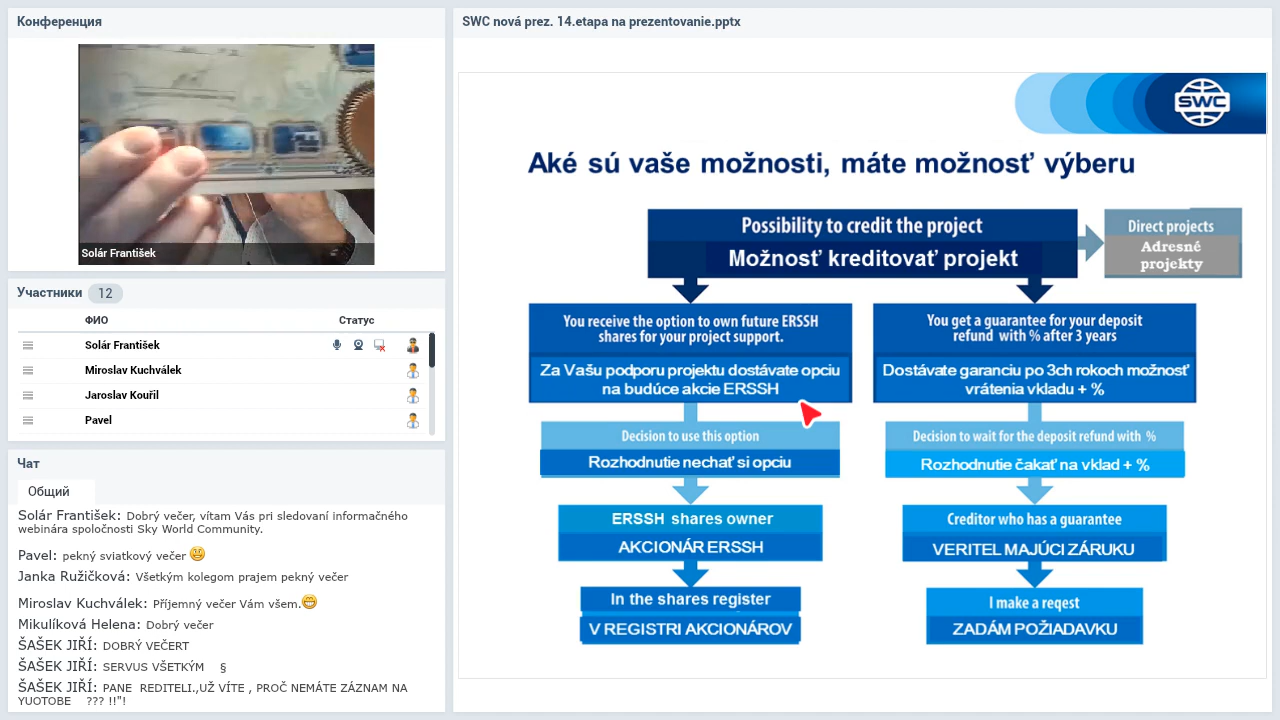 Конференция
Solár František
Участники 12
ФИО Статус
Solár František
Miroslav Kuchválek
Jaroslav Kouřil
Pavel
Чат
Общий
Solár František: Dobrý večer, vítam Vás pri sledovaní informačného
webinára spoločnosti Sky World Community.
Pavel: pekný sviatkový večer
Janka Ružičková: Všetkým kolegom prajem pekný večer
Miroslav Kuchválek: Příjemný večer Vám všem.
Mikulíková Helena: Dobrý večer
ŠAŠEK JIŘÍ: DOBRÝ VEČERT
ŠAŠEK JIŘÍ: SERVUS VŠETKÝM §
ŠAŠEK JIŘÍ: PANE REDITELI.,UŽ VÍTE , PROČ NEMÁTE ZÁZNAM NA
YUOTOBE ??? !!"!
SWC nová prez. 14.etapa na prezentovanie.pptx
SWC
Aké sú vaše možnosti, máte možnosť výberu
Possibility to credit the project
Možnosť kreditovať projekt
Direct projects
Adresné
projekty
You receive the option to own future ERSSH
shares for your project support.
Za Vašu podporu projektu dostávate opciu
na budúce akcie ERSSH
You get a guarantee for your deposit
refund with % after 3 years
Dostávate garanciu po 3ch rokoch možnosť
vrátenia vkladu + %
Decision to use this option
Rozhodnutie nechať si opciu
Decision to wait for the deposit refund with %
Rozhodnutie čakať na vklad + %
ERSSH shares owner
AKCIONÁR ERSSH
Creditor who has a guarantee
VERITEL MAJÚCI ZÁRUKU
In the shares register
V REGISTRI AKCIONÁROV
I make a reqest
ZADÁM POŽIADAVKU